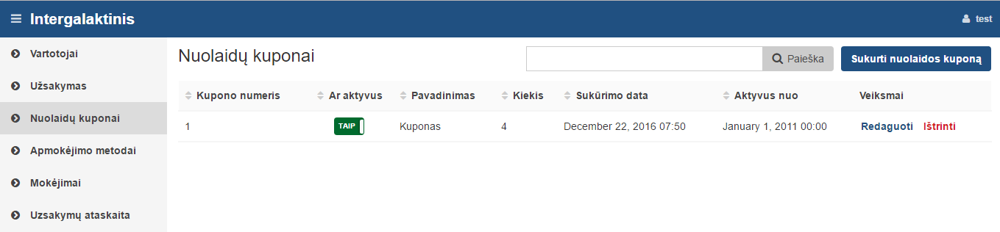 Intergalaktinis
test
Vartotojai
Užsakymas
Nuolaidų kuponai
Apmokėjimo metodai
Mokėjimai
Uzsakymų ataskaita
Nuolaidų kuponai
Paieška
Sukurti nuolaidos kuponą
Kupono numeris Ar aktyvus Pavadinimas Kiekis Sukūrimo data Aktyvus nuo Veiksmai
1 TAIP Kuponas 4 December 22, 2016 07:50 January 1, 2011 00:00 Redaguoti Ištrinti